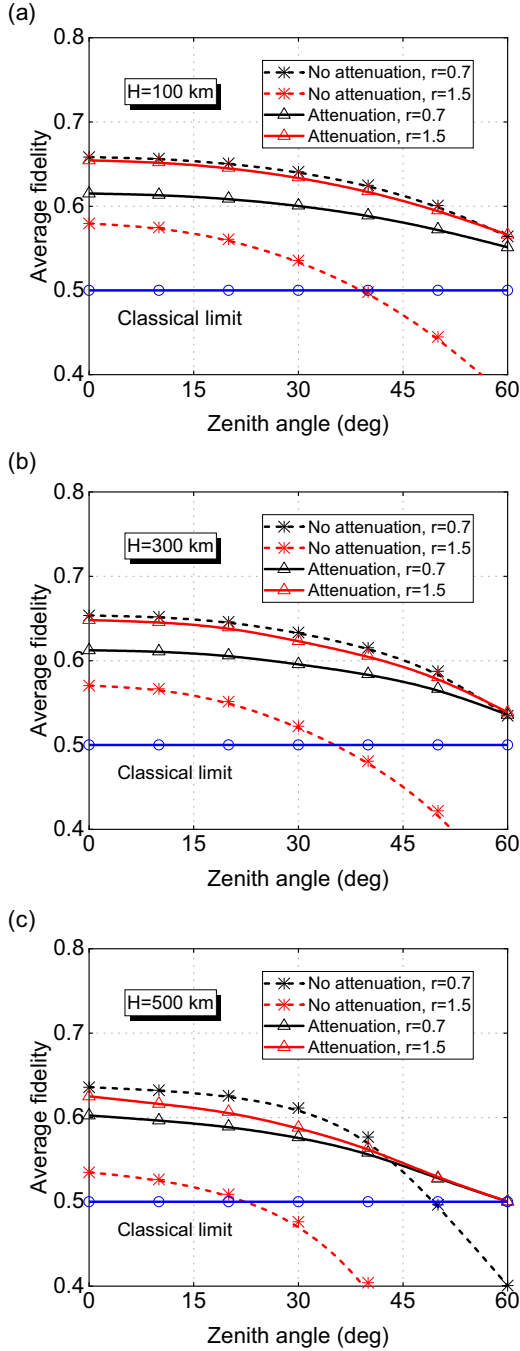 (a)
0.8
0.7
0.6
0.5
0.4
Average fidelity
H=100 km
No attenuation, r=0.7
No attenuation, r=1.5
Attenuation, r=0.7
Attenuation, r=1.5
Classical limit
0 15 30 45 60
Zenith angle (deg)
(b)
0.8
0.7
0.6
0.5
0.4
Average fidelity
H=300 km
No attenuation, r=0.7
No attenuation, r=1.5
Attenuation, r=0.7
Attenuation, r=1.5
Classical limit
0 15 30 45 60
Zenith angle (deg)
(c)
0.8
0.7
0.6
0.5
0.4
Average fidelity
H=500 km
No attenuation, r=0.7
No attenuation, r=1.5
Attenuation, r=0.7
Attenuation, r=1.5
Classical limit
0 15 30 45 60
Zenith angle (deg)